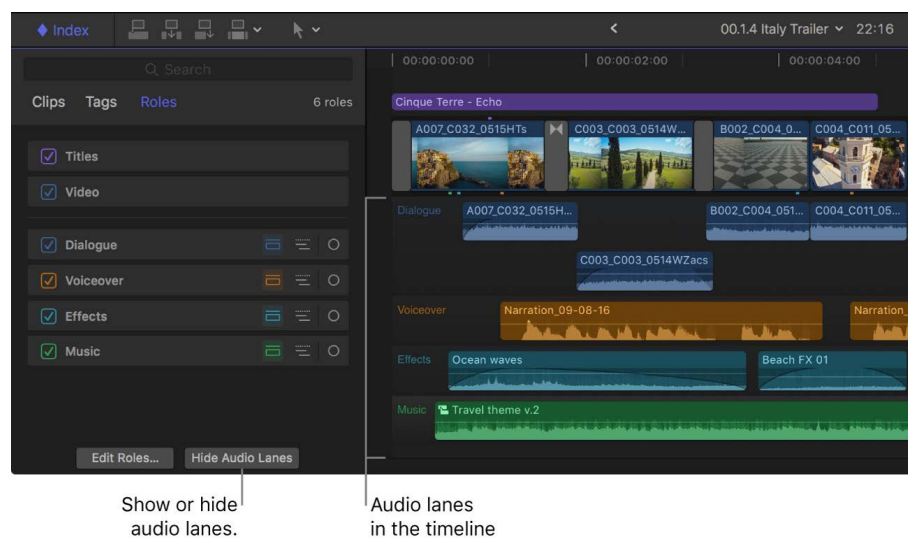 Index
00.1.4 Italy Trailer 22:16
Search
Clips Tags Roles 6 roles
Titles
Video
Dialogue
Voiceover
Effects
Music
Edit Roles... Hide Audio Lanes
00:00:00:00 00:00:02:00 00:00:04:00
Cinque Terre - Echo
A007_C032_0515HTs C003_C003_0514W... B002_C004_0... C004_C011_05...
Dialogue A007_C032_0515H... B002_C004_051... C004_C011_05...
C003_C003_0514WZacs
Voiceover Narration_09-08-16 Narration_
Effects Ocean waves Beach FX 01
Music Travel theme v.2
Show or hide
audio lanes.
Audio lanes
in the timeline